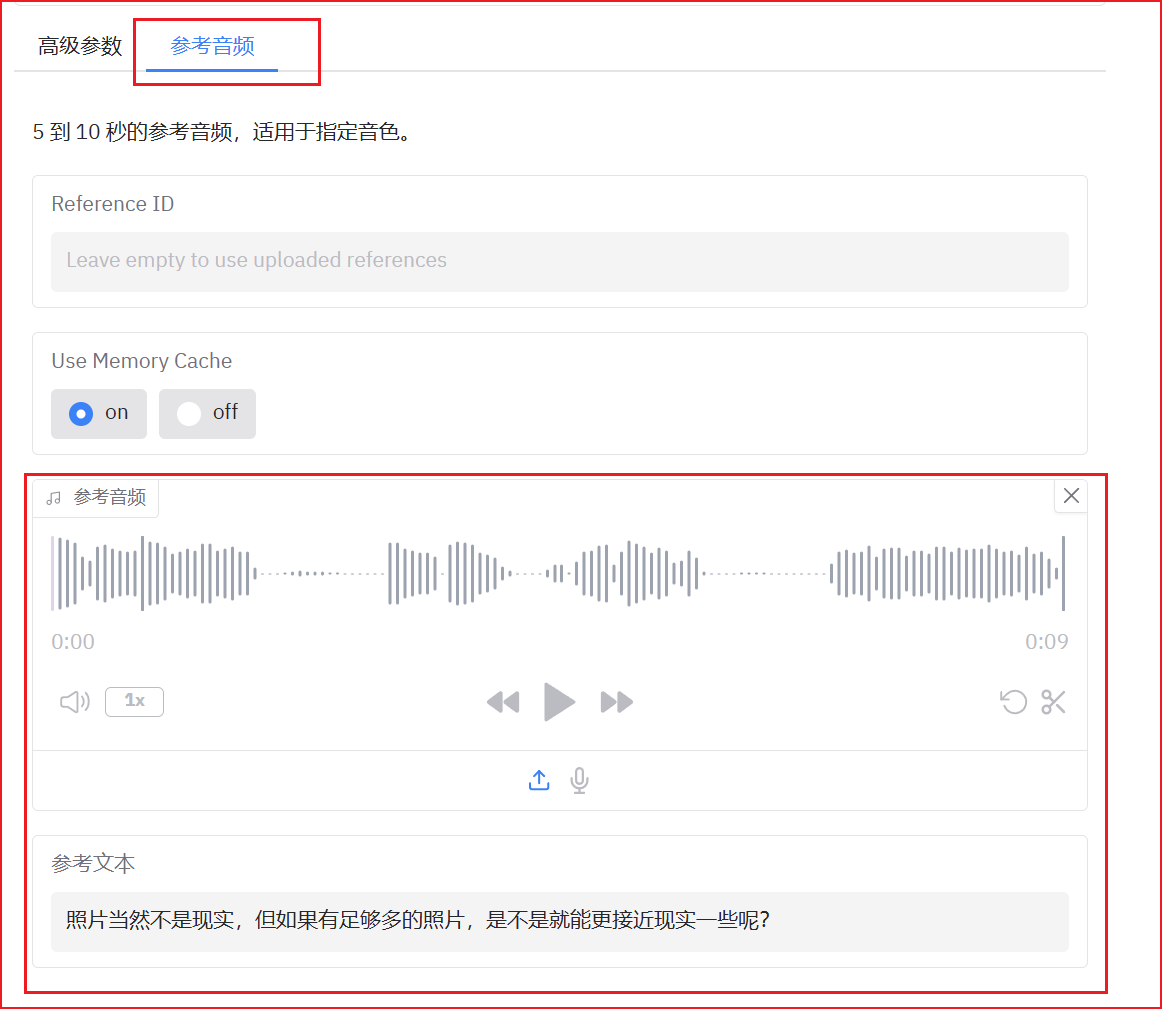 高级参数 参考音频
5 到 10 秒的参考音频，适用于指定音色。
Reference ID
Leave empty to use uploaded references
Use Memory Cache
on off
参考音频
0:00 0:09
1x
参考文本
照片当然不是现实，但如果有足够多的照片，是不是就能更接近现实一些呢？